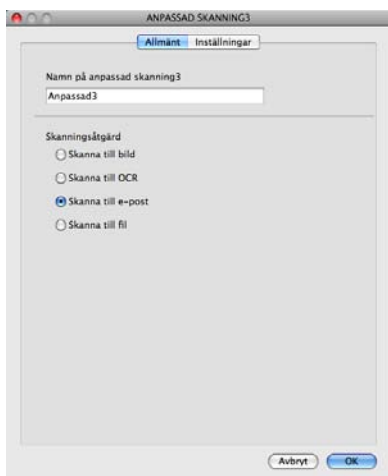 ANPASSAD SKANNING3
Allmänt Inställningar
Namn på anpassad skanning3
Anpassad3
Skanningsåtgärd
Skanna till bild
Skanna till OCR
Skanna till e-post
Skanna till fil
Avbryt OK